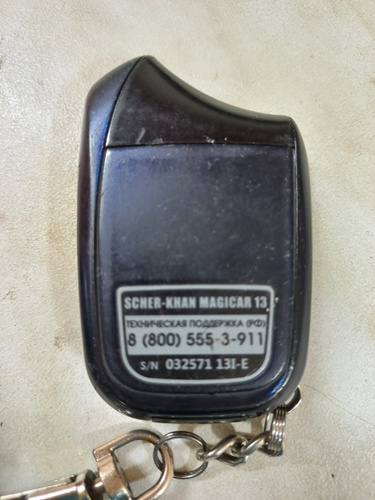 SCHER-KHAN MAGICAR 13
ТЕХНИЧЕСКАЯ ПОДДЕРЖКА (РФ)
8 (800) 555-3-911
S/N 032571 13I-E